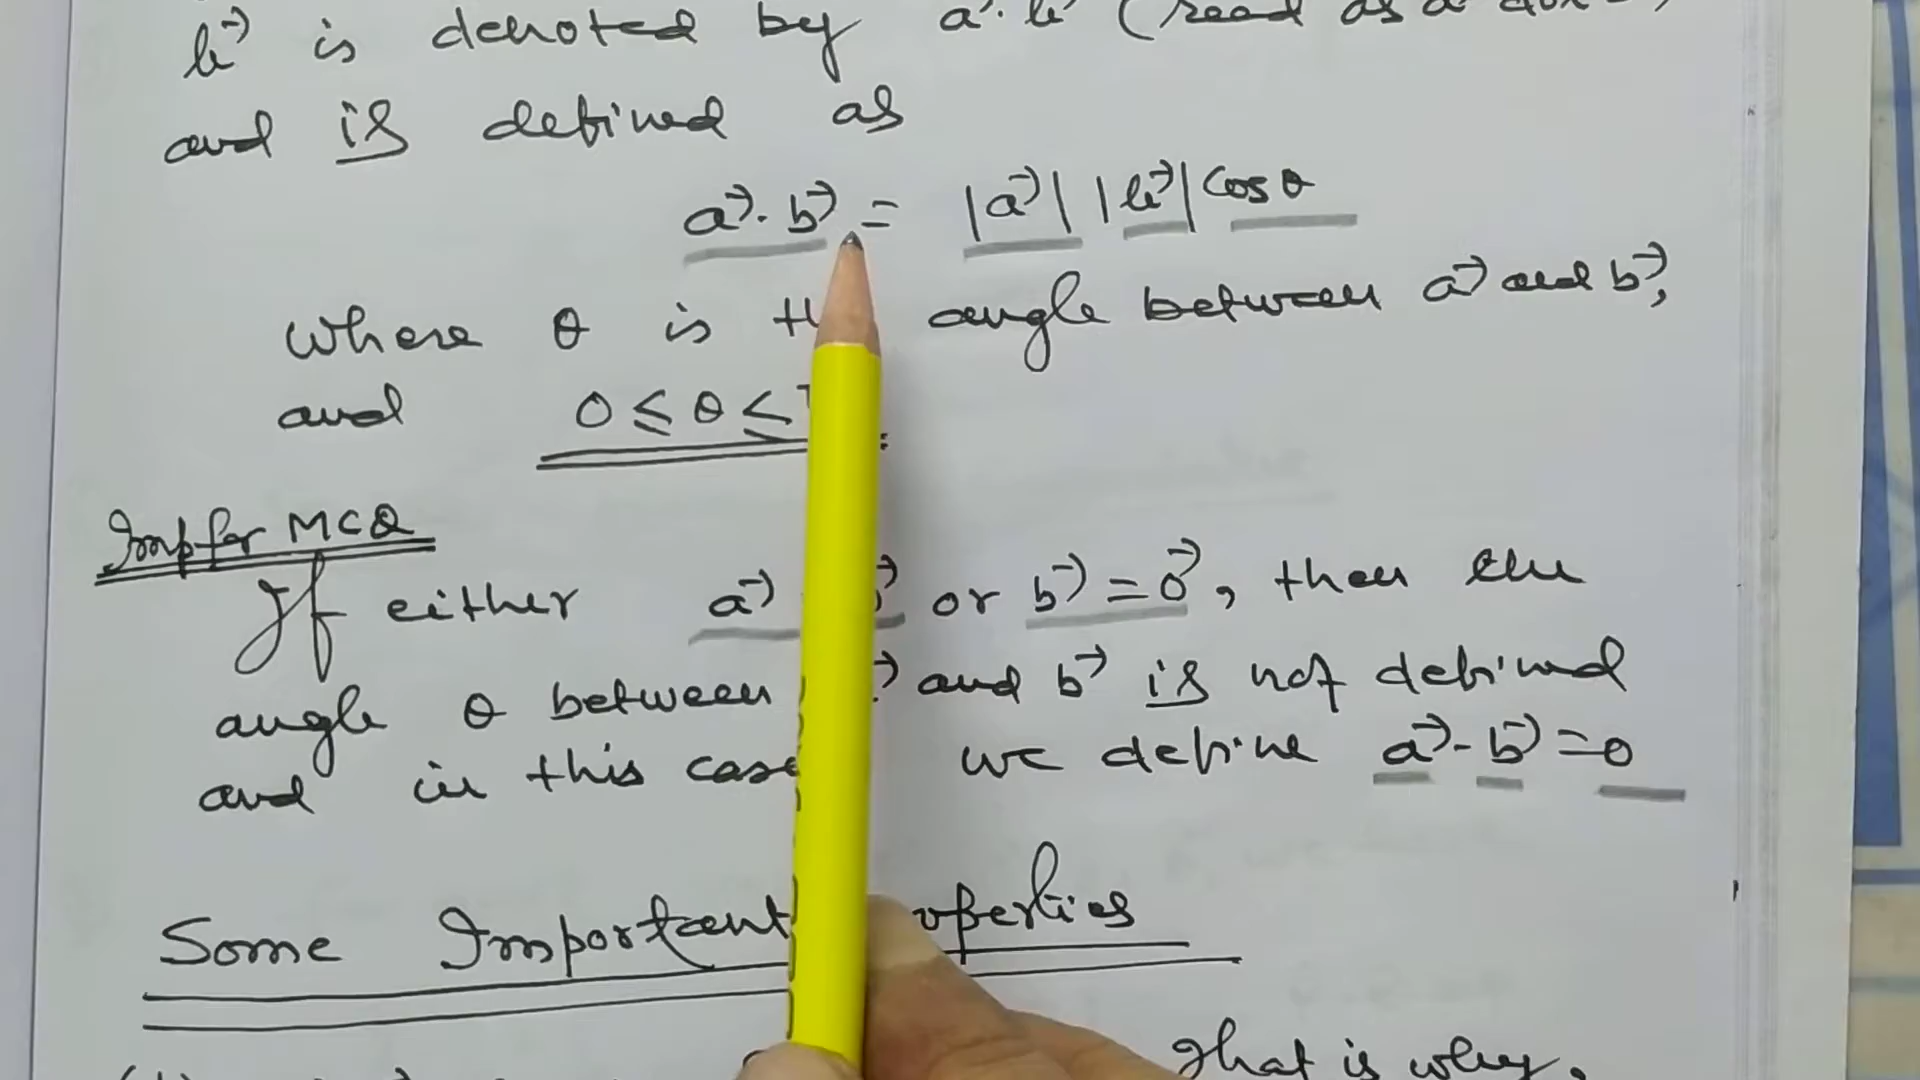 b⃗ is denoted by a⃗·b⃗ (read as a dot
and is defined as
a⃗·b⃗ = |a⃗| |b⃗| cosθ
Where θ is the angle between a⃗ and b⃗,
and 0 ≤ θ ≤
Imp for MCQ
If either a⃗ or b⃗ = 0⃗, then the
angle θ between and b⃗ is not defined
and in this case we define a⃗·b⃗ = 0
Some Important Properties
That is why,